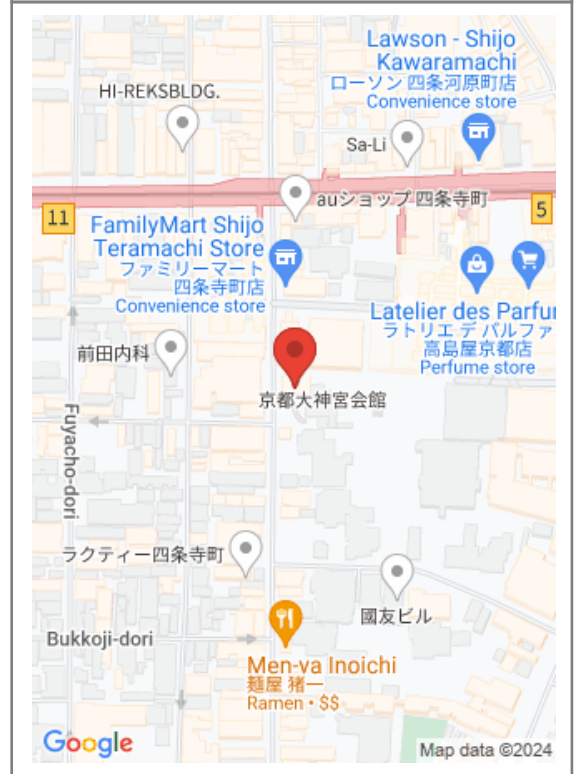 Lawson - Shijo
Kawaramachi
ローソン 四条河原町店
Convenience store
HI-REKSBLDG.
Sa-Li
auショップ 四条寺町
11
5
FamilyMart Shijo
Teramachi Store
ファミリーマート
四条寺町店
Convenience store
Latelier des Parfu
ラトリエ デ パルファ
高島屋京都店
Perfume store
前田内科
京都大神宮会館
Fuyacho-dori
ラクティー四条寺町
國友ビル
Bukkoji-dori
Men-va Inoichi
麺屋 猪一
Ramen • $$
Google
Map data ©2024